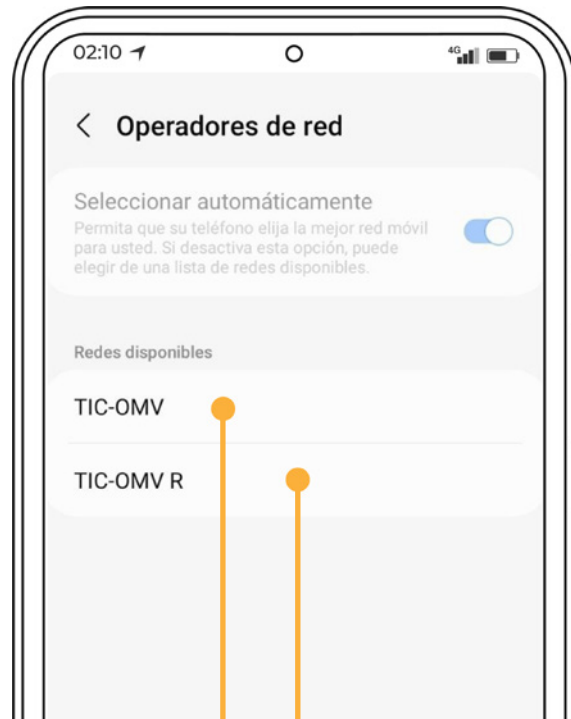 02:10
4G
Operadores de red
Seleccionar automáticamente
Permita que su teléfono elija la mejor red móvil
para usted. Si desactiva esta opción, puede
elegir de una lista de redes disponibles.
Redes disponibles
TIC-OMV
TIC-OMV R